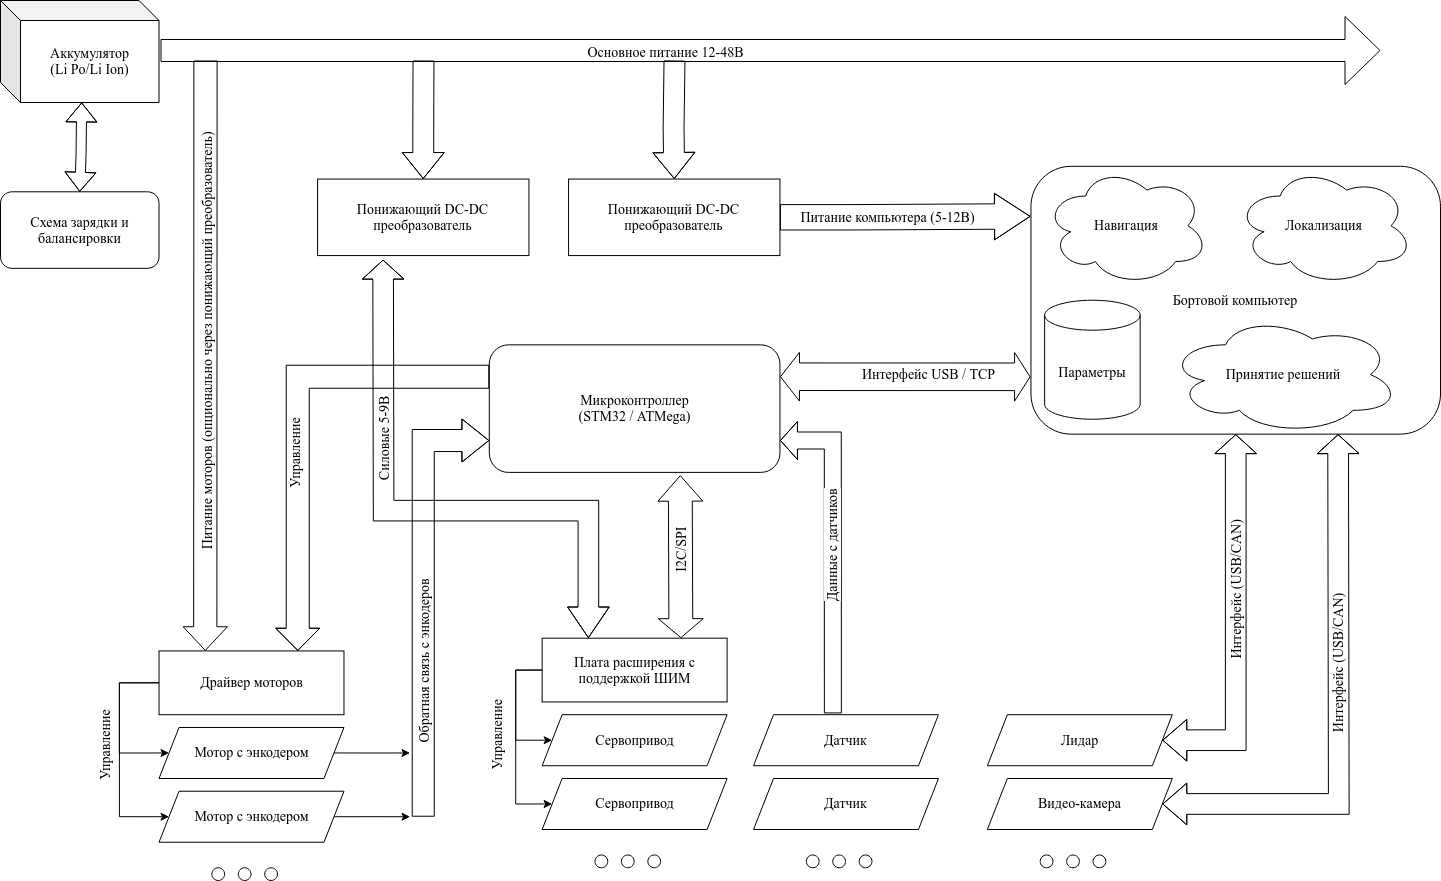 Основное питание 12-48В
Аккумулятор
(Li Po/Li Ion)
Схема зарядки и
балансировки
Питание моторов (опционально через понижающий преобразователь)
Понижающий DC-DC
преобразователь
Понижающий DC-DC
преобразователь
Питание компьютера (5-12В)
Навигация
Локализация
Бортовой компьютер
Параметры
Принятие решений
Интерфейс USB / TCP
Микроконтроллер
(STM32 / ATMega)
Управление
Силовые 5-9В
Обратная связь с энкодеров
I2C/SPI
Данные с датчиков
Интерфейс (USB/CAN)
Интерфейс (USB/CAN)
Драйвер моторов
Плата расширения с
поддержкой ШИМ
Управление
Мотор с энкодером
Мотор с энкодером
Управление
Сервопривод
Сервопривод
Датчик
Датчик
Лидар
Видео-камера